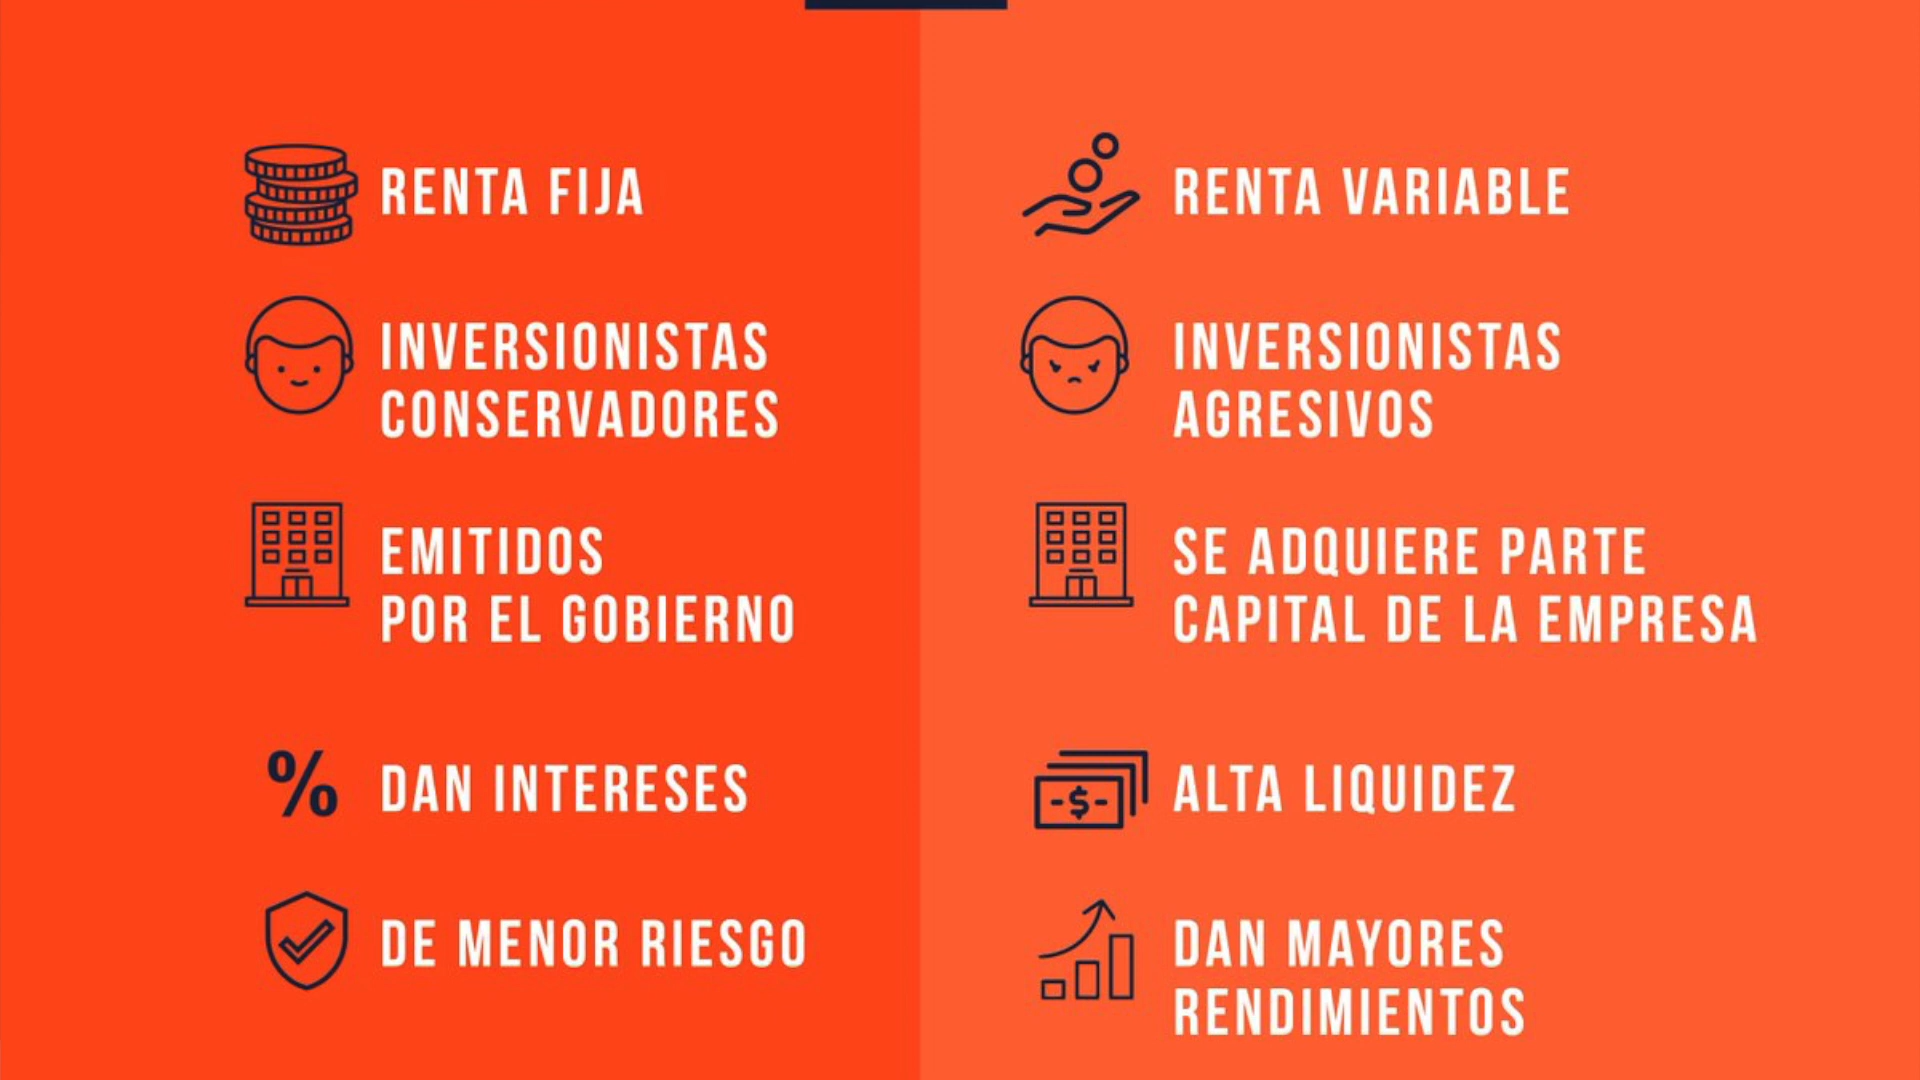 RENTA FIJA
INVERSIONISTAS
CONSERVADORES
EMITIDOS
POR EL GOBIERNO
% DAN INTERESES
DE MENOR RIESGO
RENTA VARIABLE
INVERSIONISTAS
AGRESIVOS
SE ADQUIERE PARTE
CAPITAL DE LA EMPRESA
-$- ALTA LIQUIDEZ
DAN MAYORES
RENDIMIENTOS